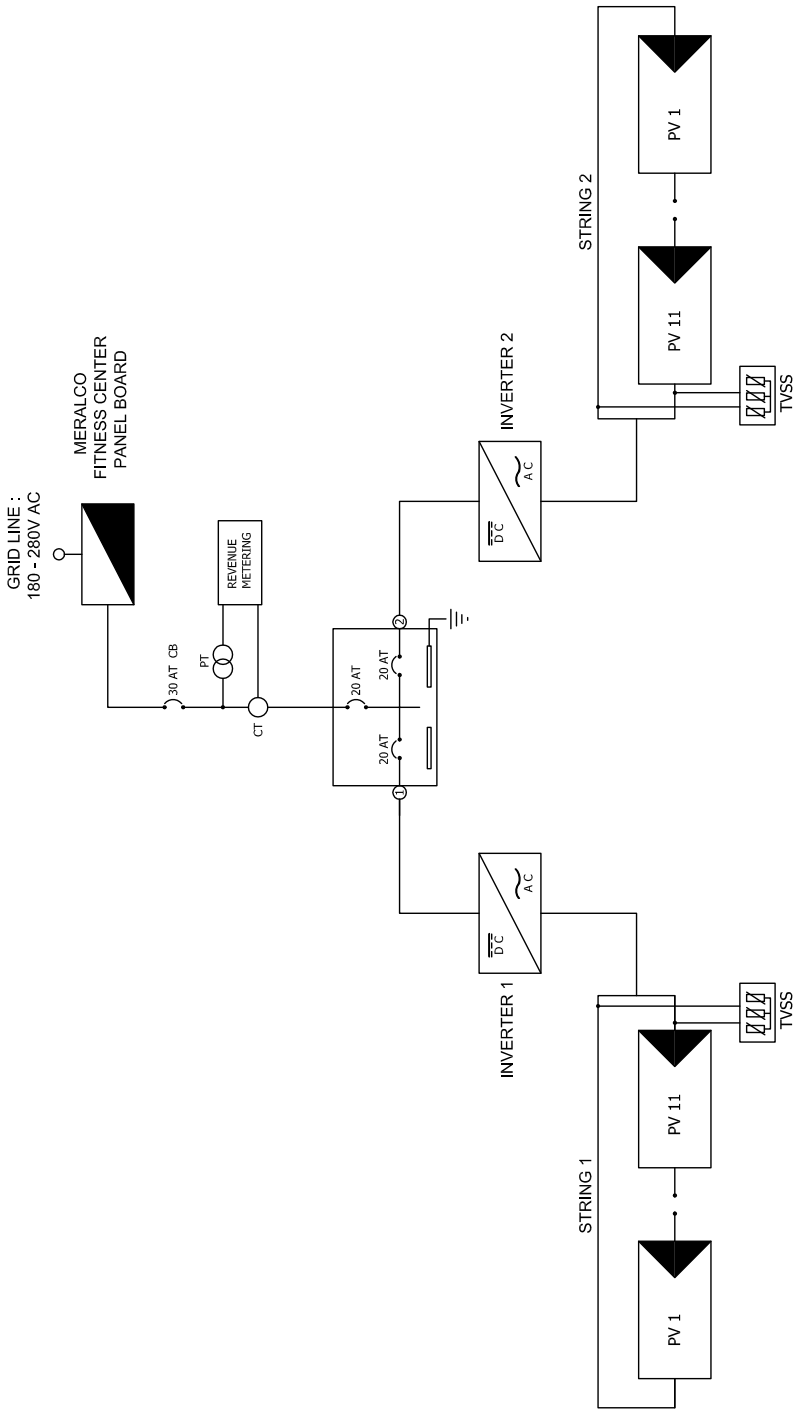 GRID LINE :
180 - 280V AC
MERALCO
FITNESS CENTER
PANEL BOARD
30 AT CB
PT
REVENUE
METERING
CT
20 AT
20 AT
20 AT
1
2
INVERTER 1
DC
AC
INVERTER 2
DC
AC
STRING 1
PV 1
PV 11
TVSS
STRING 2
PV 11
PV 1
TVSS